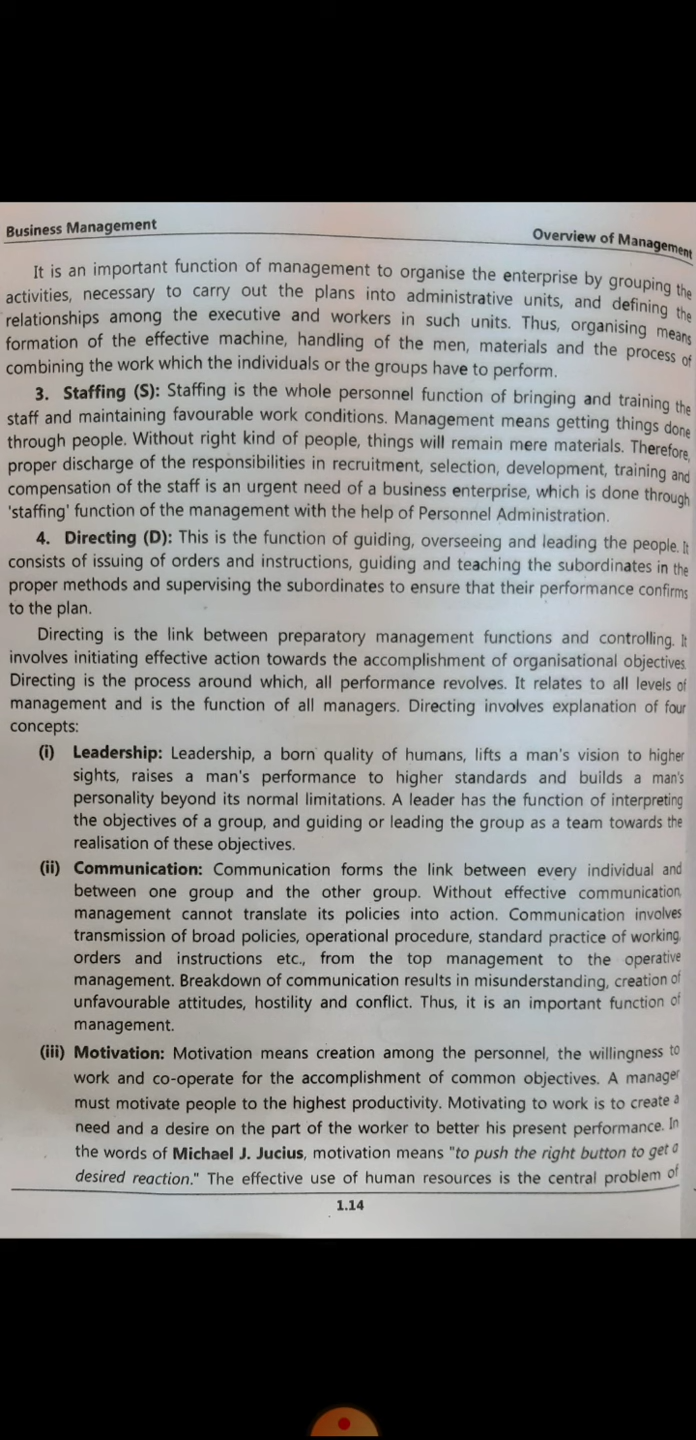 Business Management
Overview of Management
It is an important function of management to organise the enterprise by grouping the
activities, necessary to carry out the plans into administrative units, and defining the
relationships among the executive and workers in such units. Thus, organising means
formation of the effective machine, handling of the men, materials and the process of
combining the work which the individuals or the groups have to perform.
3. Staffing (S): Staffing is the whole personnel function of bringing and training the
staff and maintaining favourable work conditions. Management means getting things done
through people. Without right kind of people, things will remain mere materials. Therefore,
proper discharge of the responsibilities in recruitment, selection, development, training and
compensation of the staff is an urgent need of a business enterprise, which is done through
'staffing' function of the management with the help of Personnel Administration.
4. Directing (D): This is the function of guiding, overseeing and leading the people. It
consists of issuing of orders and instructions, guiding and teaching the subordinates in the
proper methods and supervising the subordinates to ensure that their performance confirms
to the plan.
Directing is the link between preparatory management functions and controlling. It
involves initiating effective action towards the accomplishment of organisational objectives
Directing is the process around which, all performance revolves. It relates to all levels of
management and is the function of all managers. Directing involves explanation of four
concepts:
(i) Leadership: Leadership, a born quality of humans, lifts a man's vision to higher
sights, raises a man's performance to higher standards and builds a man's
personality beyond its normal limitations. A leader has the function of interpreting
the objectives of a group, and guiding or leading the group as a team towards the
realisation of these objectives.
(ii) Communication: Communication forms the link between every individual and
between one group and the other group. Without effective communication,
management cannot translate its policies into action. Communication involves
transmission of broad policies, operational procedure, standard practice of working,
orders and instructions etc., from the top management to the operative
management. Breakdown of communication results in misunderstanding, creation of
unfavourable attitudes, hostility and conflict. Thus, it is an important function of
management.
(iii) Motivation: Motivation means creation among the personnel, the willingness to
work and co-operate for the accomplishment of common objectives. A manager
must motivate people to the highest productivity. Motivating to work is to create a
need and a desire on the part of the worker to better his present performance. In
the words of Michael J. Jucius, motivation means "to push the right button to get a
desired reaction." The effective use of human resources is the central problem of
1.14